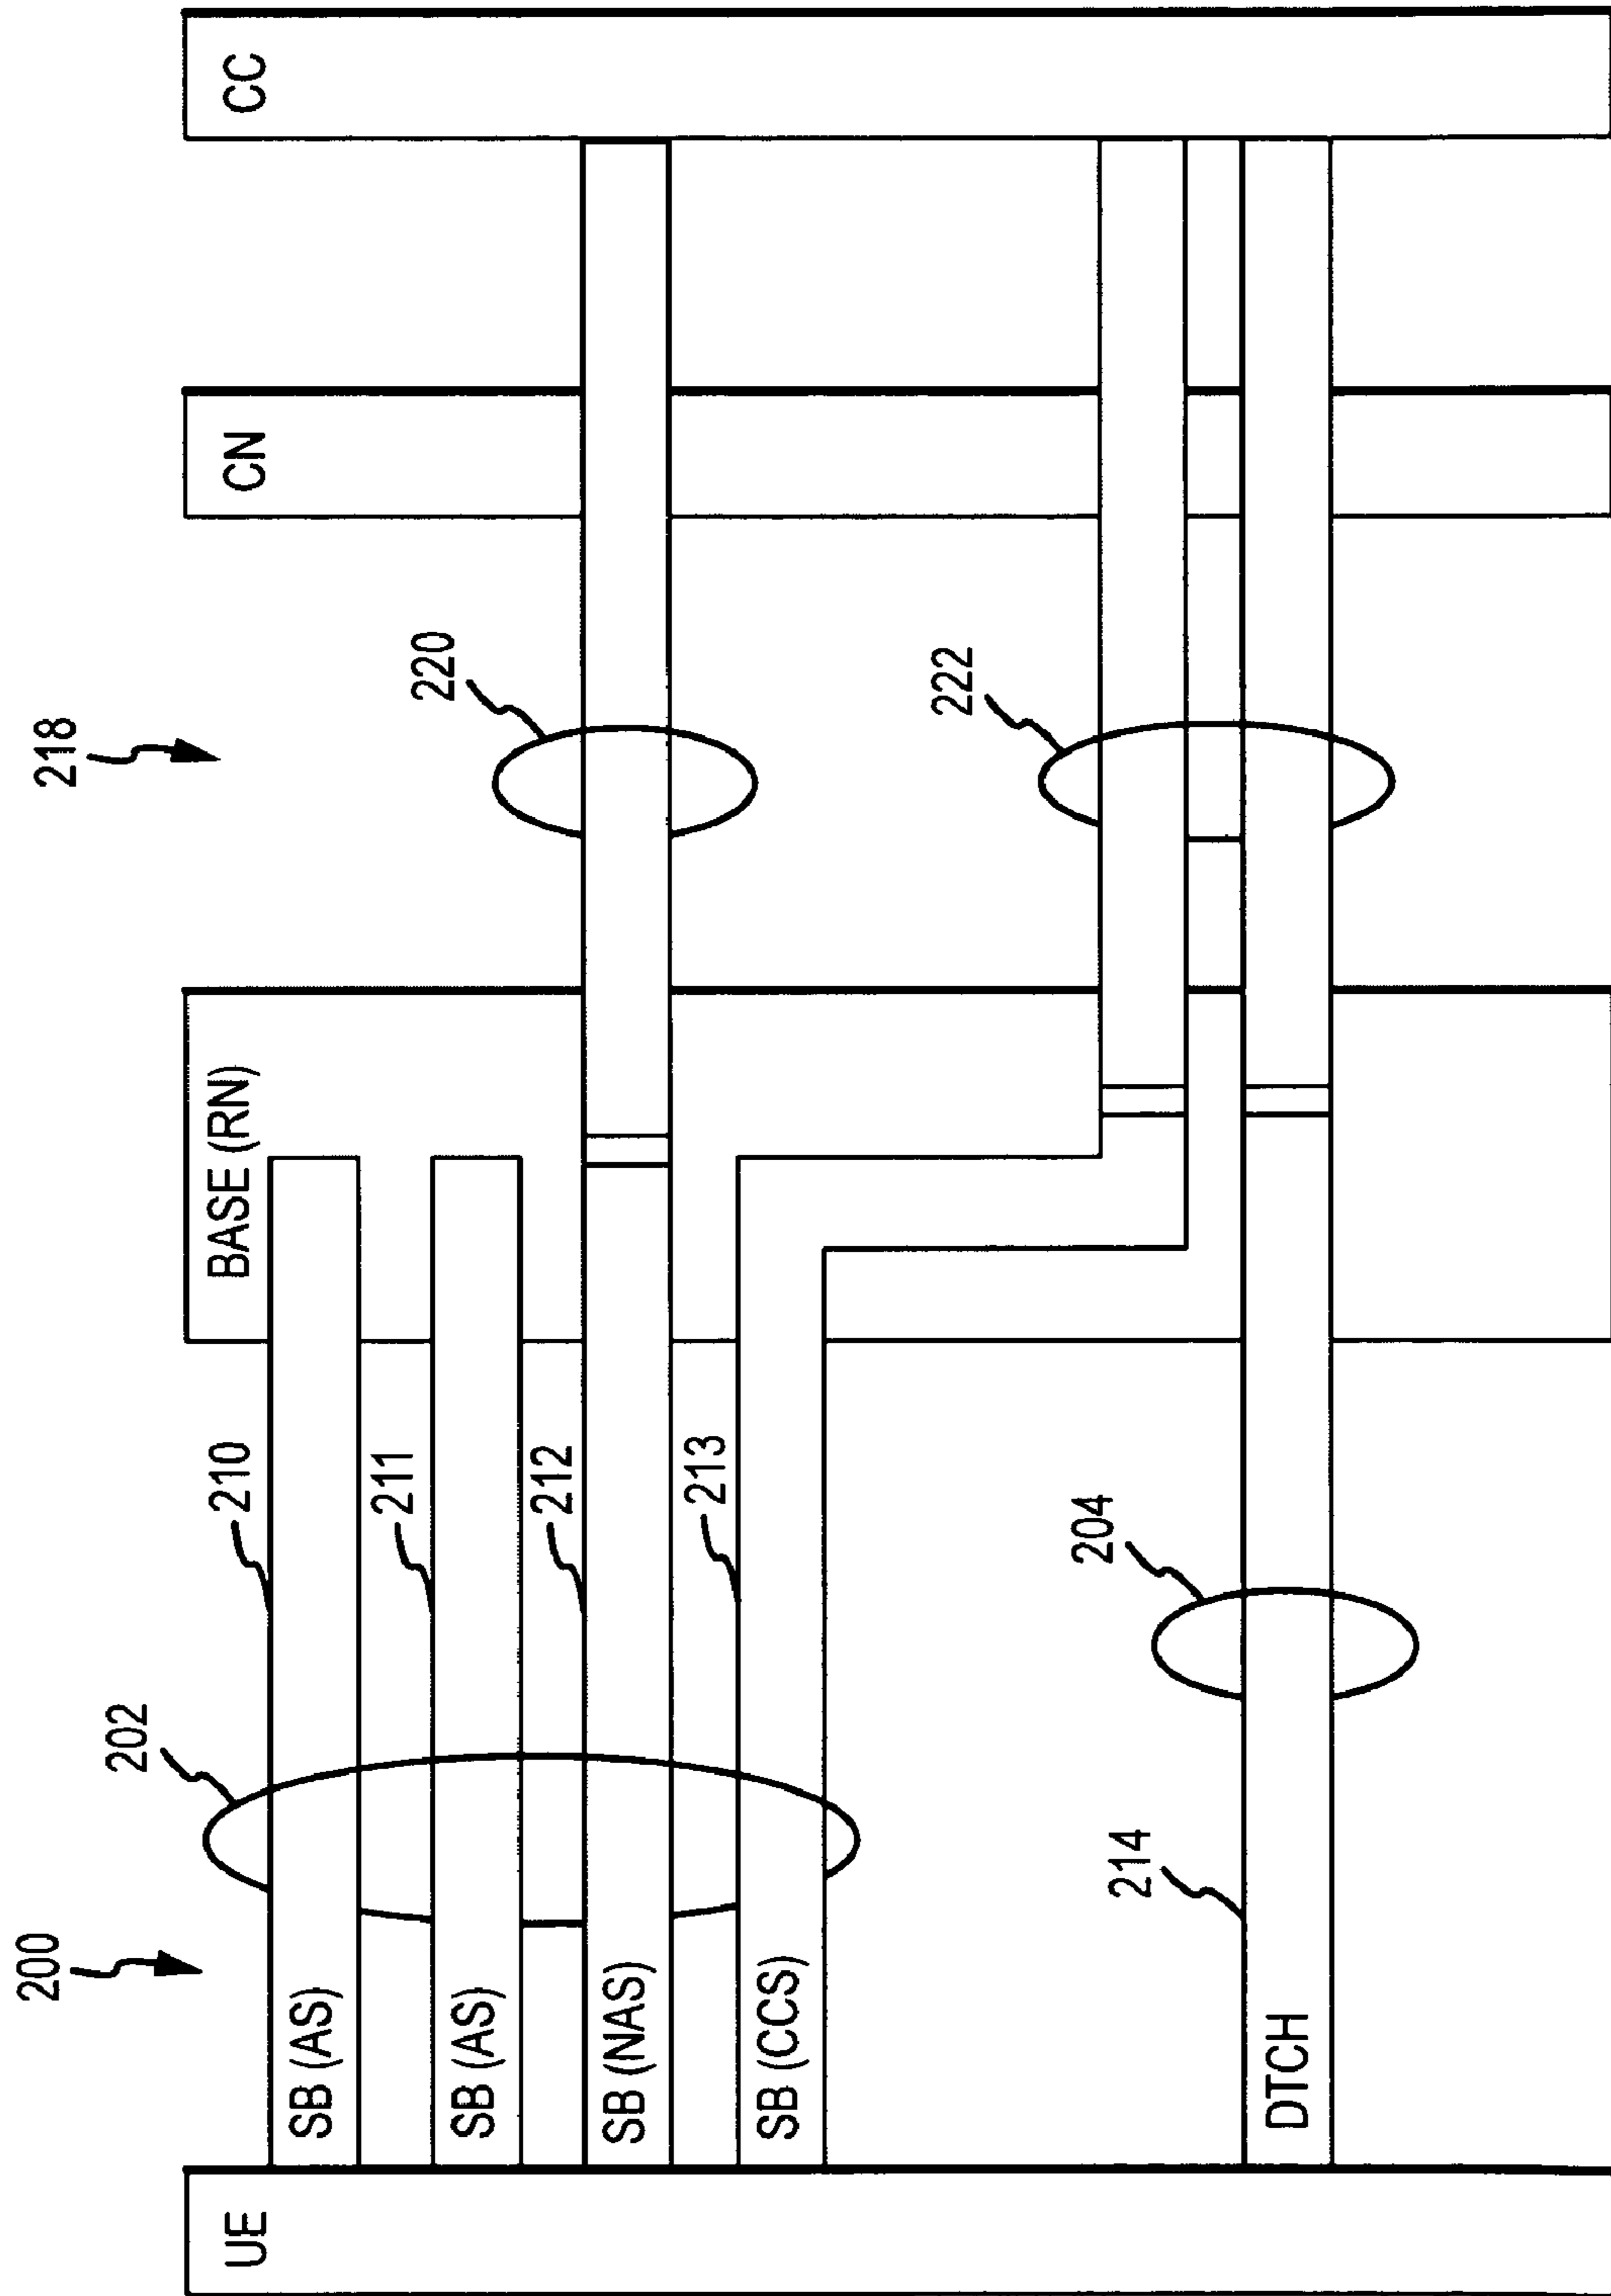 200
218
202
UE
BASE (RN)
CN
CC
210
SB (AS)
211
SB (AS)
220
212
SB (NAS)
213
SB (CCS)
222
204
214
DTCH